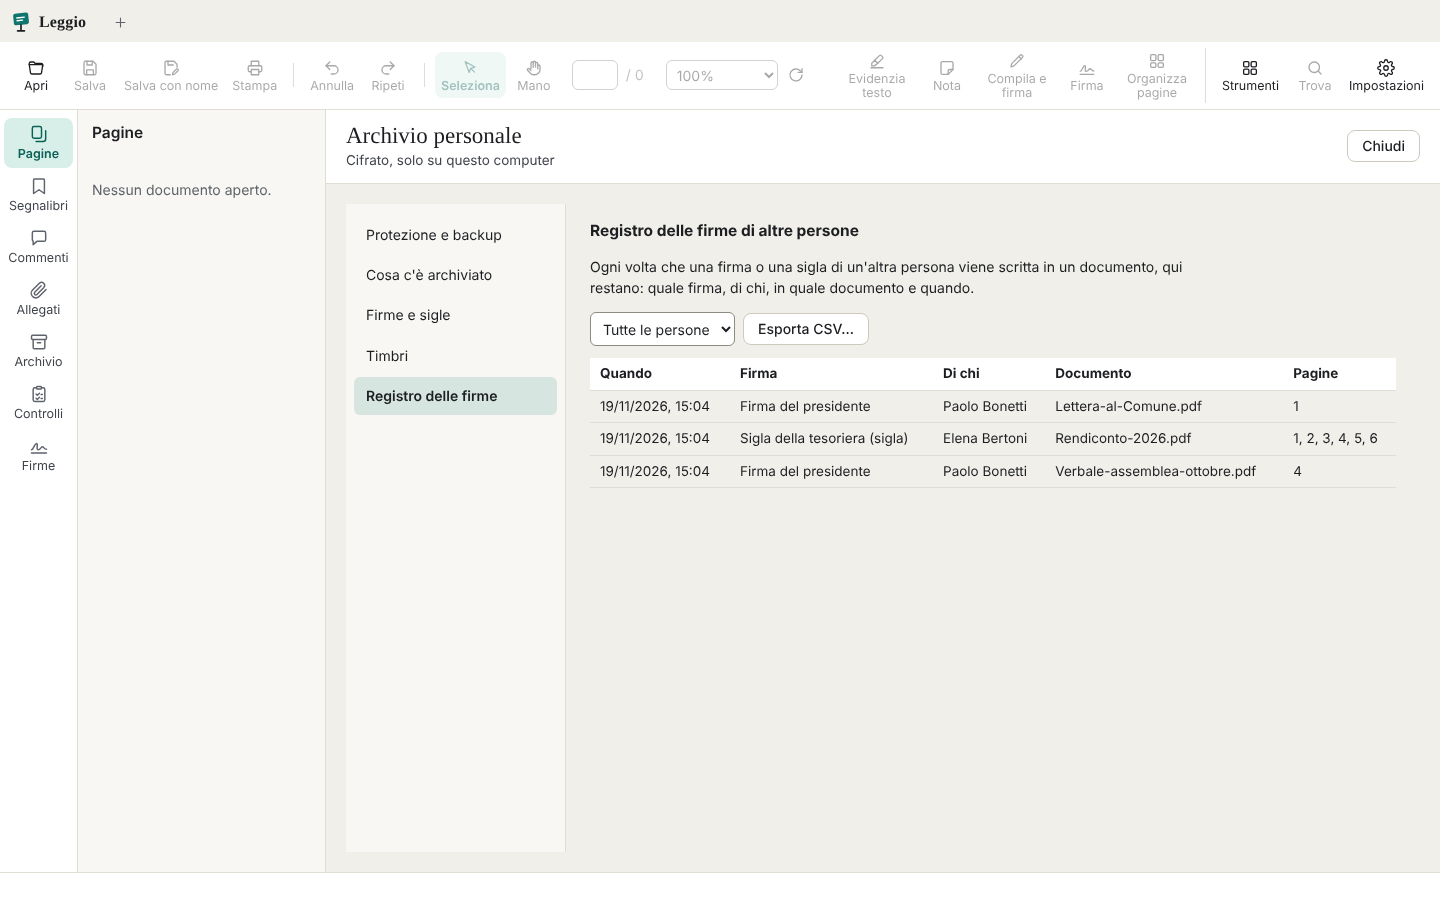 Leggio
Apri
Salva
Salva con nome
Stampa
Annulla
Ripeti
Seleziona
Mano
/ 0
100%
Evidenzia testo
Nota
Compila e firma
Firma
Organizza pagine
Strumenti
Trova
Impostazioni
Pagine
Segnalibri
Commenti
Allegati
Archivio
Controlli
Firme
Pagine
Nessun documento aperto.
Archivio personale
Cifrato, solo su questo computer
Chiudi
Protezione e backup
Cosa c'è archiviato
Firme e sigle
Timbri
Registro delle firme
Registro delle firme di altre persone
Ogni volta che una firma o una sigla di un'altra persona viene scritta in un documento, qui
restano: quale firma, di chi, in quale documento e quando.
Tutte le persone
Esporta CSV...
Quando Firma Di chi Documento Pagine
19/11/2026, 15:04 Firma del presidente Paolo Bonetti Lettera-al-Comune.pdf 1
19/11/2026, 15:04 Sigla della tesoriera (sigla) Elena Bertoni Rendiconto-2026.pdf 1, 2, 3, 4, 5, 6
19/11/2026, 15:04 Firma del presidente Paolo Bonetti Verbale-assemblea-ottobre.pdf 4